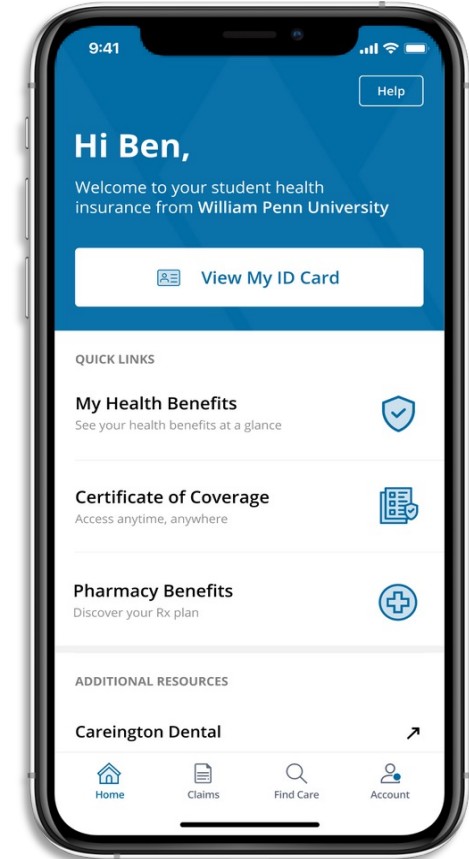 9:41
Help
Hi Ben,
Welcome to your student health
insurance from William Penn University
View My ID Card
QUICK LINKS
My Health Benefits
See your health benefits at a glance
Certificate of Coverage
Access anytime, anywhere
Pharmacy Benefits
Discover your Rx plan
ADDITIONAL RESOURCES
Careington Dental
Home Claims Find Care Account